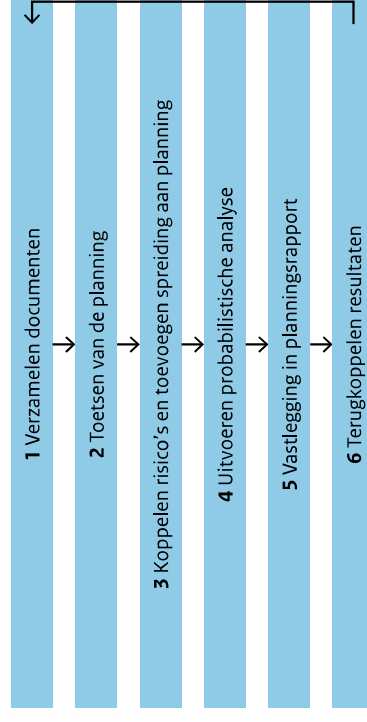 1 Verzamelen documenten
2 Toetsen van de planning
3 Koppelen risico's en toevoegen spreiding aan planning
4 Uitvoeren probabilistische analyse
5 Vastlegging in planningsrapport
6 Terugkoppelen resultaten